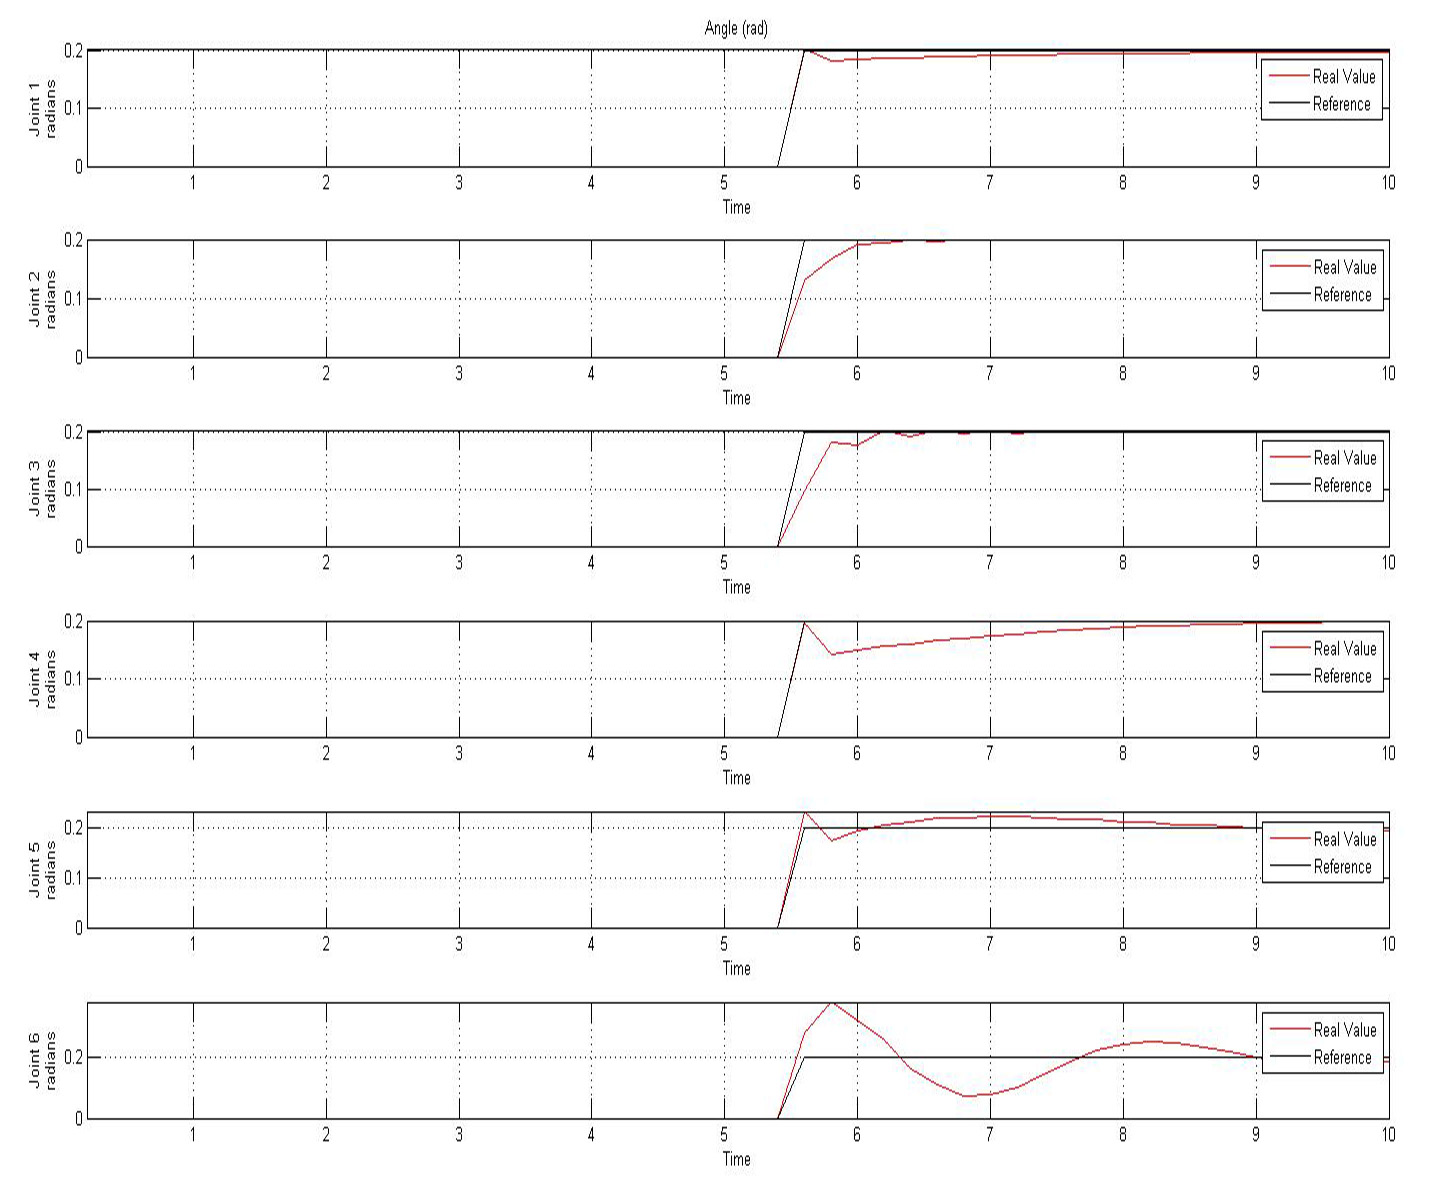 Angle (rad)
Joint 1
radians
0.2
0.1
0
Real Value
Reference
1 2 3 4 5 6 7 8 9 10
Time
Joint 2
radians
0.2
0.1
0
Real Value
Reference
1 2 3 4 5 6 7 8 9 10
Time
Joint 3
radians
0.2
0.1
0
Real Value
Reference
1 2 3 4 5 6 7 8 9 10
Time
Joint 4
radians
0.2
0.1
0
Real Value
Reference
1 2 3 4 5 6 7 8 9 10
Time
Joint 5
radians
0.2
0.1
0
Real Value
Reference
1 2 3 4 5 6 7 8 9 10
Time
Joint 6
radians
0.2
0
Real Value
Reference
1 2 3 4 5 6 7 8 9 10
Time